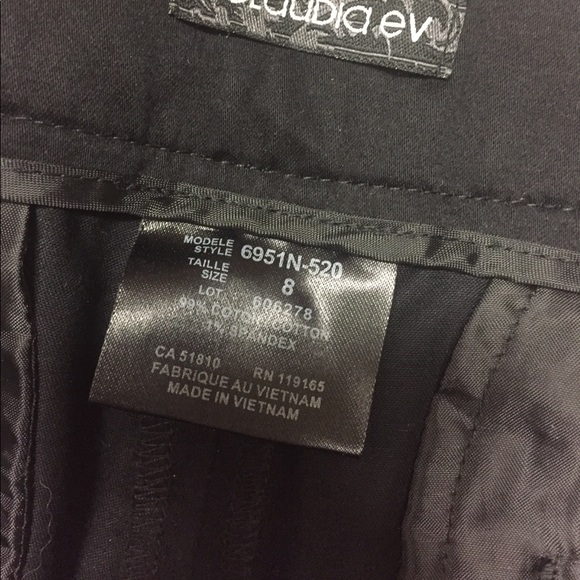 claudia.ev
MODELE
STYLE 6951N-520
TAILLE
SIZE 8
LOT: 606278
99% COTON/COTTON
1% SPANDEX
CA 51810 RN 119165
FABRIQUE AU VIETNAM
MADE IN VIETNAM